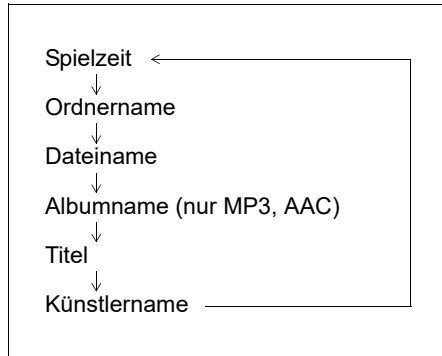 Spielzeit
Ordnername
Dateiname
Albumname (nur MP3, AAC)
Titel
Künstlername